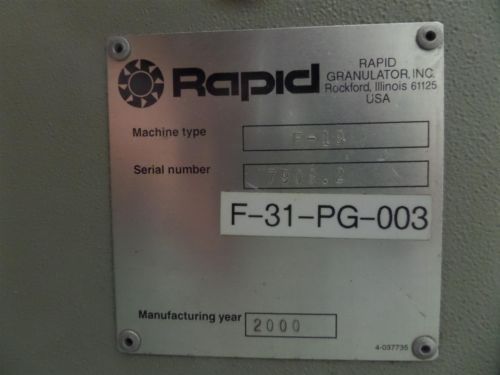 Rapid
RAPID
GRANULATOR, INC.
Rockford, Illinois 61125
USA
Machine type
Serial number
F-31-PG-003
Manufacturing year 2000
4-037735